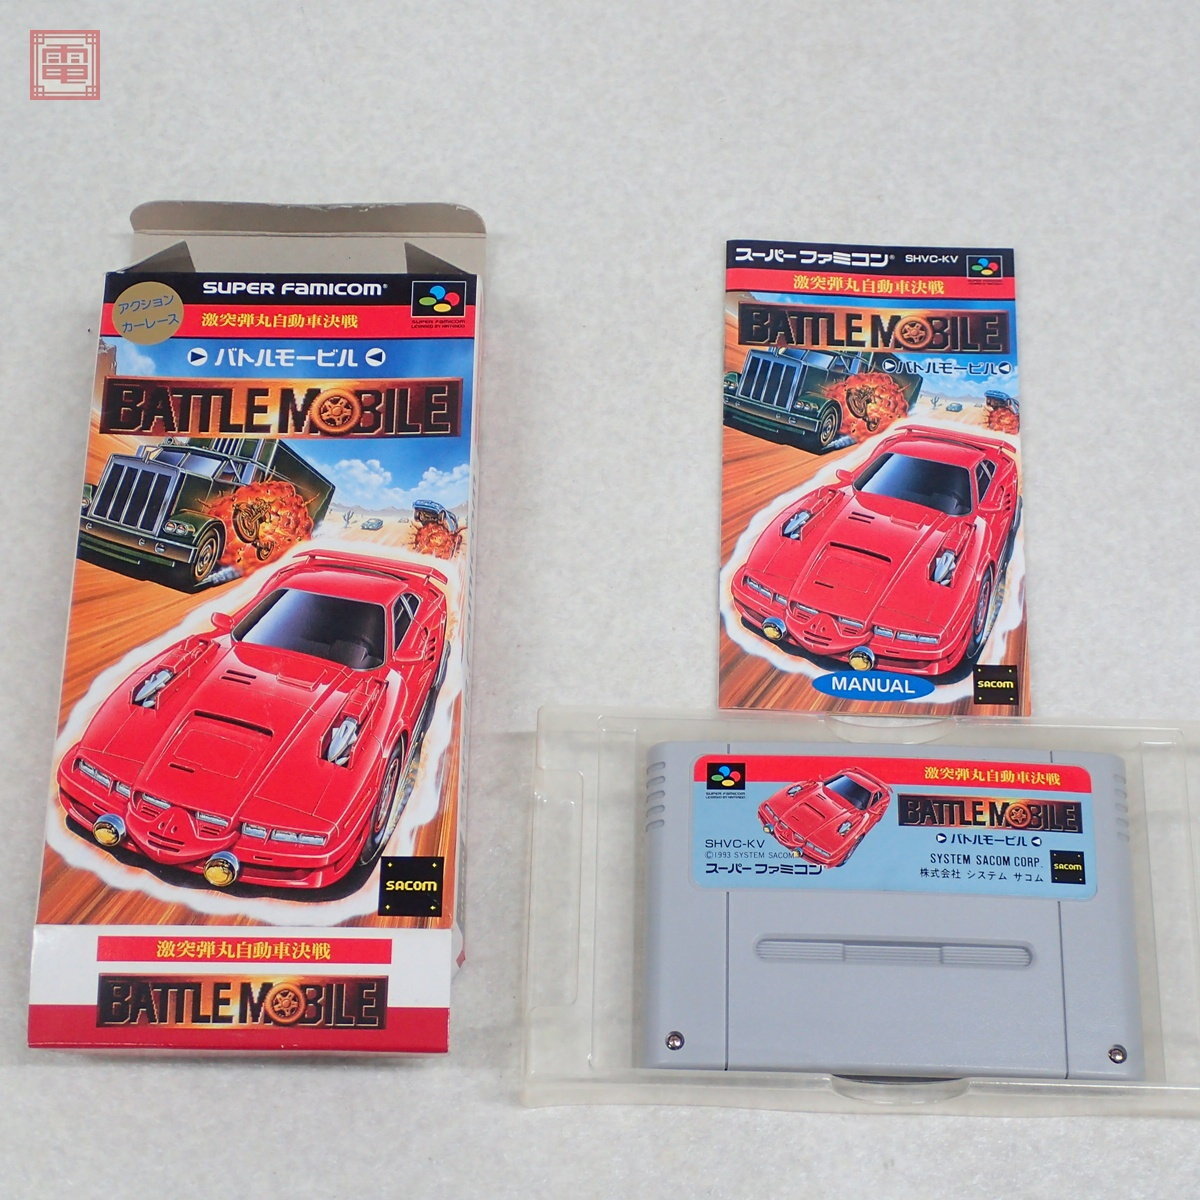 電
SUPER FAMICOM®
アクション
カーレース
激突弾丸自動車決戦
バトルモービル
BATTLE MOBILE
SACOM
激突弾丸自動車決戦
BATTLE MOBILE
スーパーファミコン® SHVC-KV
激突弾丸自動車決戦
BATTLE MOBILE
バトルモービル
MANUAL
SACOM
激突弾丸自動車決戦
SUPER FAMICOM
BATTLE MOBILE
バトルモービル
SHVC-KV
©1993 SYSTEM SACOM
スーパーファミコン
SYSTEM SACOM CORP.
株式会社 システム サコム
SACOM